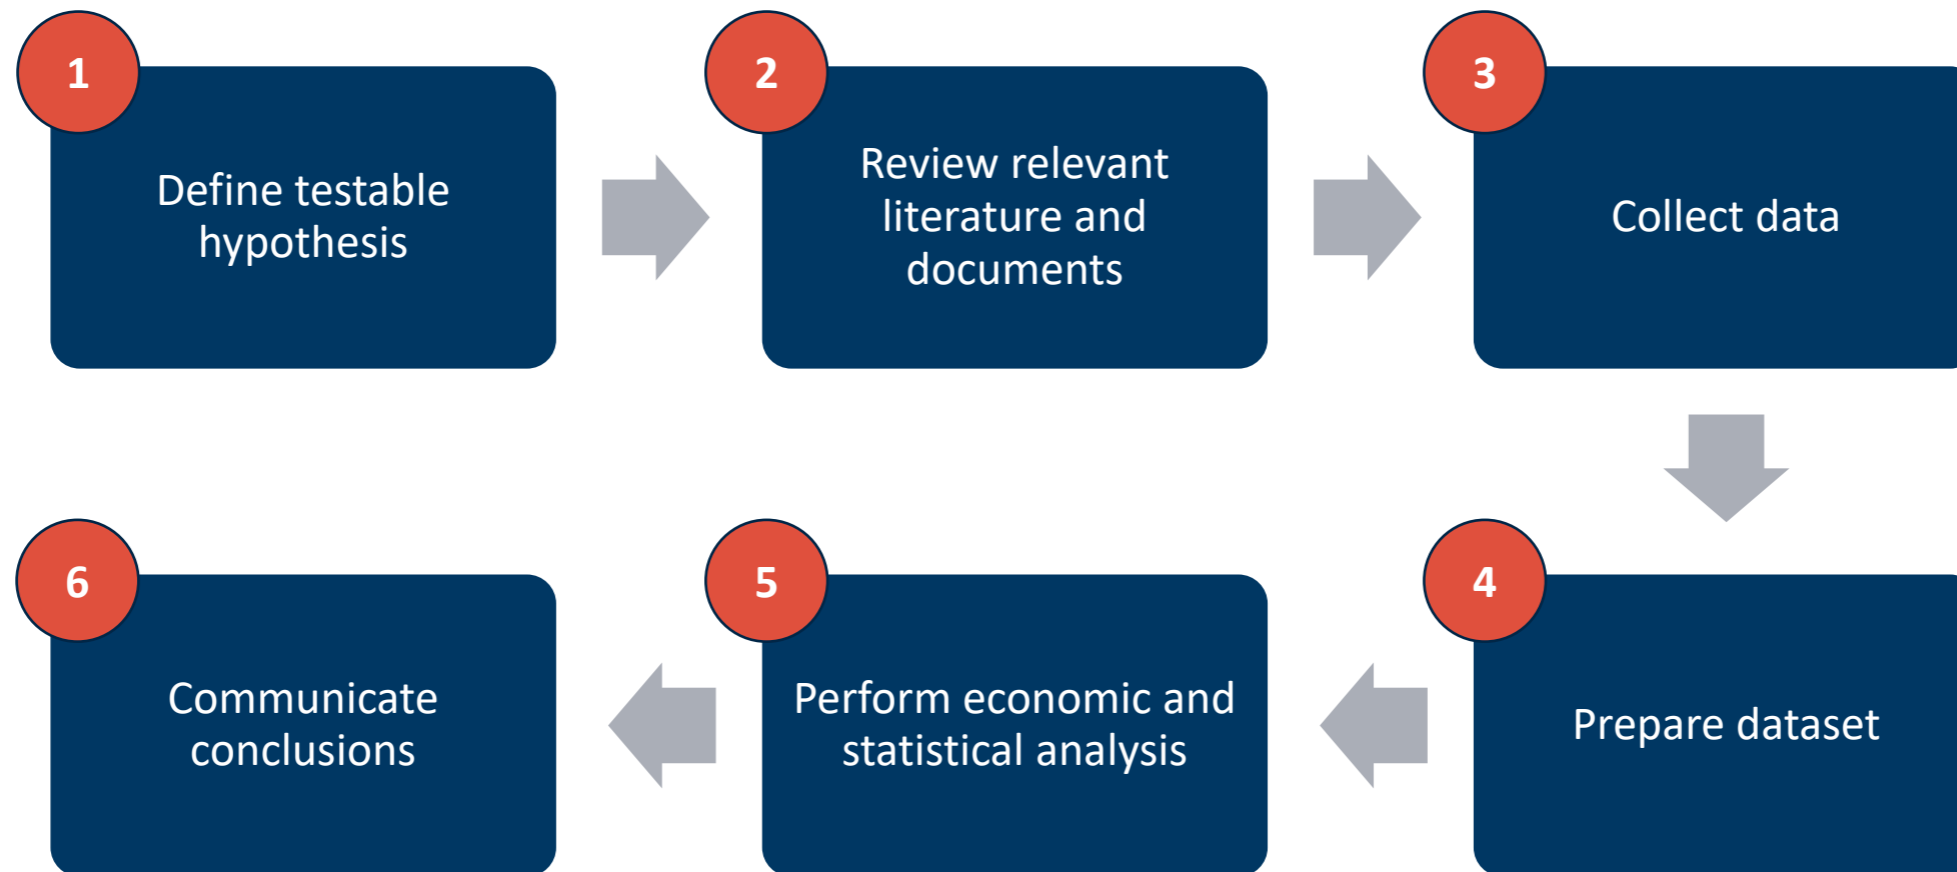 1
Define testable
hypothesis
2
Review relevant
literature and
documents
3
Collect data
4
Prepare dataset
5
Perform economic and
statistical analysis
6
Communicate
conclusions